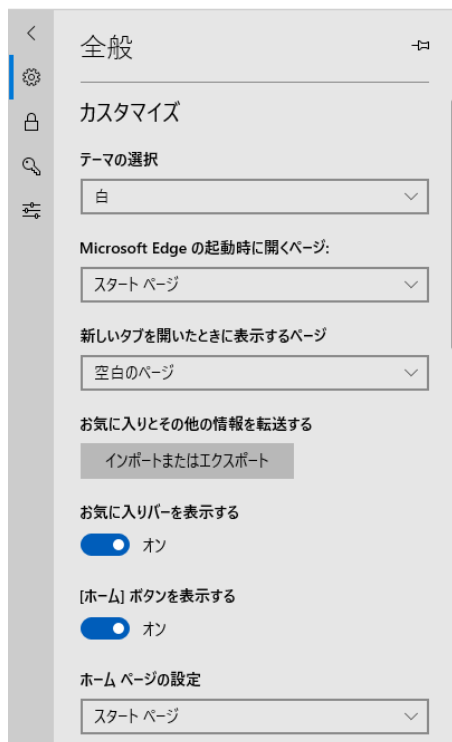 全般
カスタマイズ
テーマの選択
白
Microsoft Edge の起動時に開くページ:
スタート ページ
新しいタブを開いたときに表示するページ
空白のページ
お気に入りとその他の情報を転送する
インポートまたはエクスポート
お気に入りバーを表示する
オン
[ホーム] ボタンを表示する
オン
ホーム ページの設定
スタート ページ